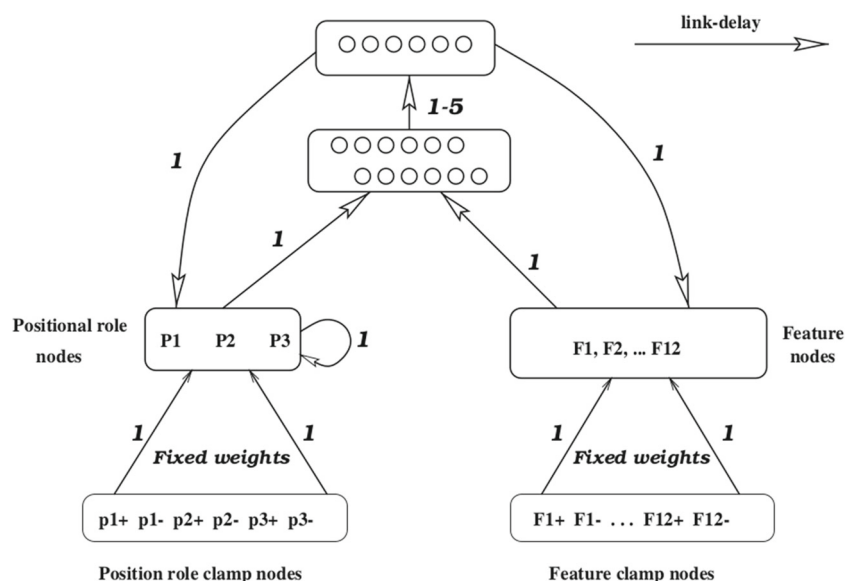 link-delay
1-5
1
1
1
1
Positional role
nodes
P1 P2 P3
1
F1, F2, ... F12
Feature
nodes
1
Fixed weights
1
1
Fixed weights
1
p1+ p1- p2+ p2- p3+ p3-
F1+ F1- . . . F12+ F12-
Position role clamp nodes
Feature clamp nodes